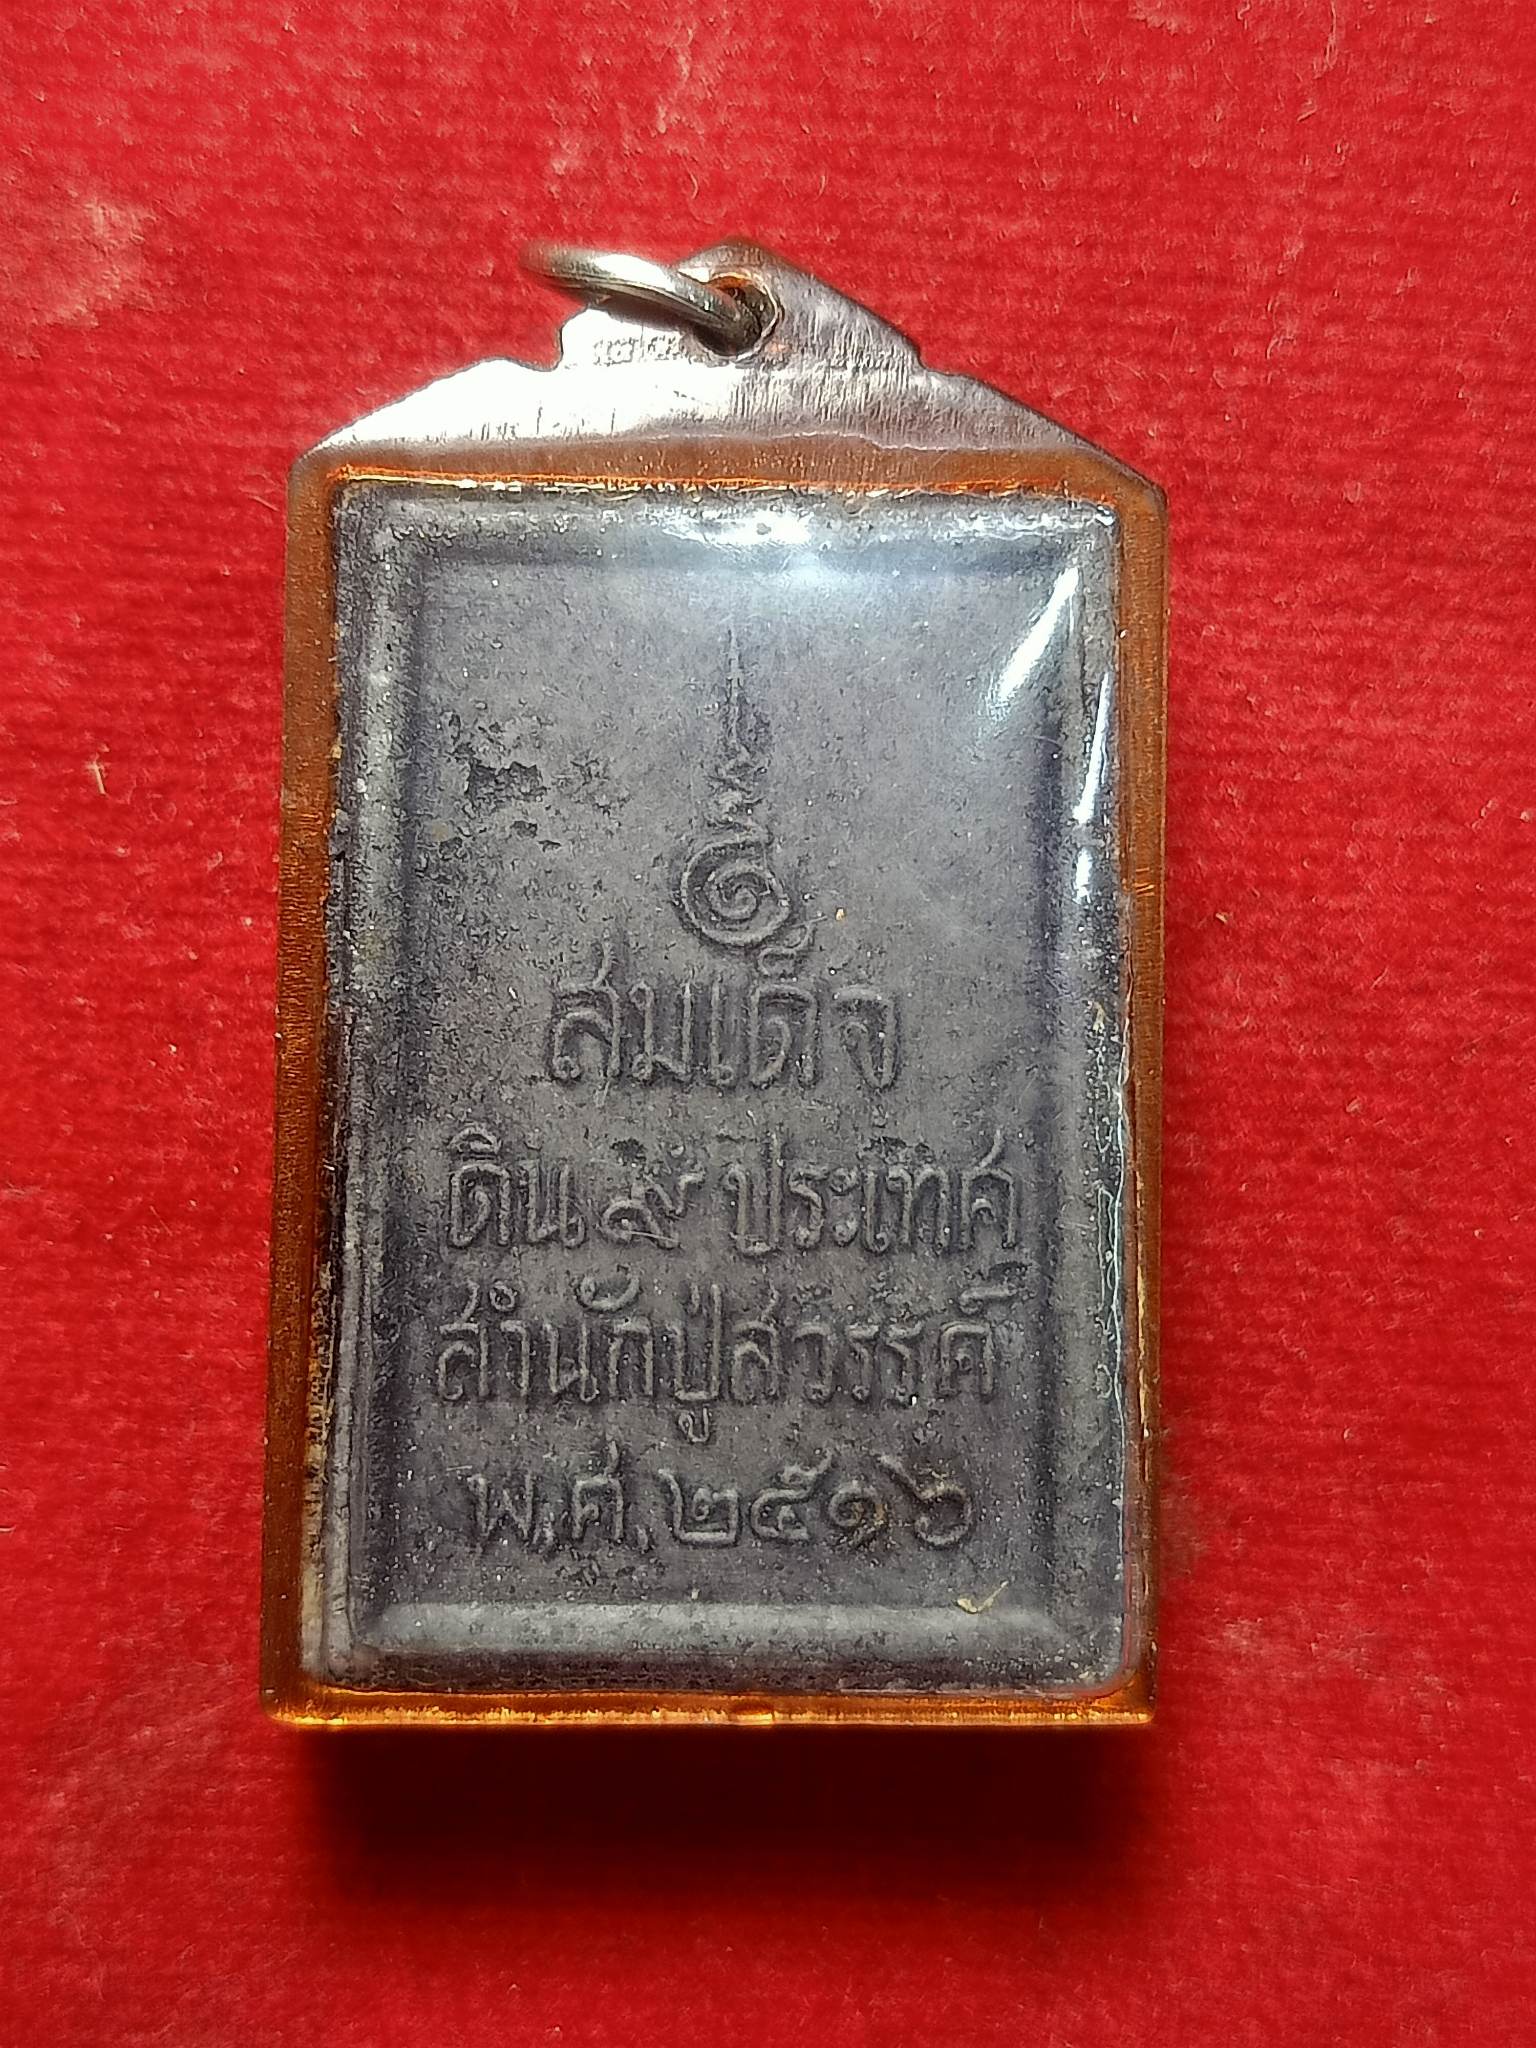 สมเด็จ
ดิน ๙ ประเทศ
สำนักปู่สวรรค์
พ.ศ. ๒๕๑๖